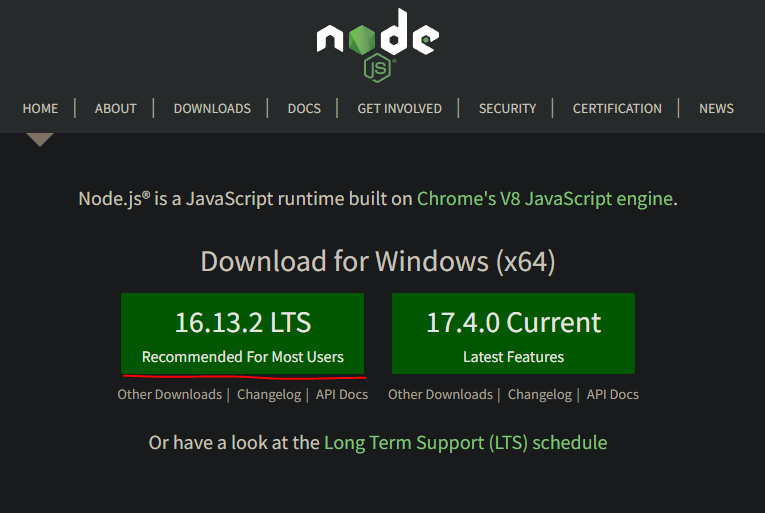 node
JS®
HOME | ABOUT | DOWNLOADS | DOCS | GET INVOLVED | SECURITY | CERTIFICATION | NEWS
Node.js® is a JavaScript runtime built on Chrome's V8 JavaScript engine.
Download for Windows (x64)
16.13.2 LTS
Recommended For Most Users
17.4.0 Current
Latest Features
Other Downloads | Changelog | API Docs
Other Downloads | Changelog | API Docs
Or have a look at the Long Term Support (LTS) schedule